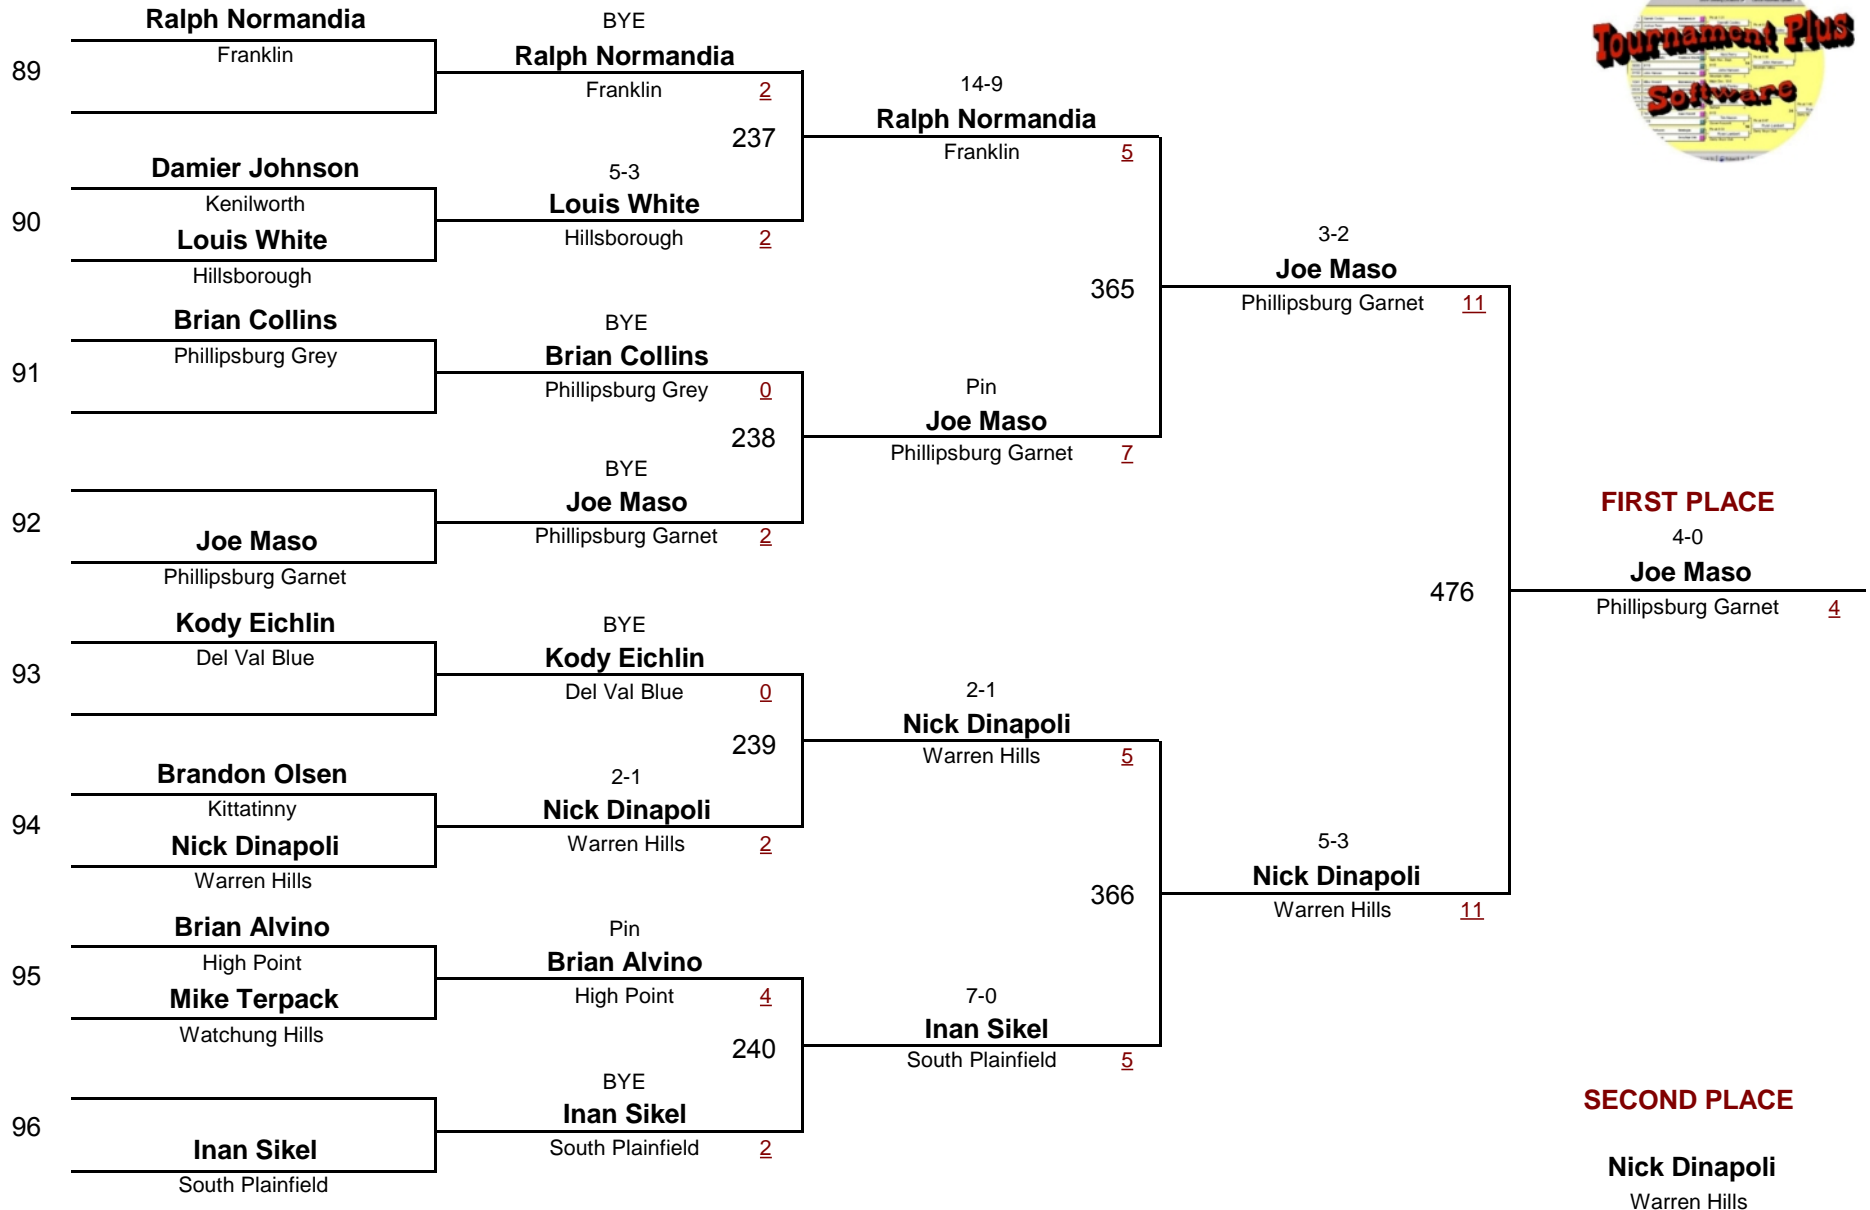 Ralph Normandia
Franklin
89
Damier Johnson
Kenilworth
90
Louis White
Hillsborough
Brian Collins
Phillipsburg Grey
91
92
Joe Maso
Phillipsburg Garnet
Kody Eichlin
Del Val Blue
93
Brandon Olsen
Kittatinny
94
Nick Dinapoli
Warren Hills
Brian Alvino
High Point
95
Mike Terpack
Watchung Hills
96
Inan Sikel
South Plainfield
BYE
Ralph Normandia
Franklin 2
237
5-3
Louis White
Hillsborough 2
BYE
Brian Collins
Phillipsburg Grey 0
238
BYE
Joe Maso
Phillipsburg Garnet 2
BYE
Kody Eichlin
Del Val Blue 0
239
2-1
Nick Dinapoli
Warren Hills 2
Pin
Brian Alvino
High Point 4
240
BYE
Inan Sikel
South Plainfield 2
14-9
Ralph Normandia
Franklin 5
365
Pin
Joe Maso
Phillipsburg Garnet 7
2-1
Nick Dinapoli
Warren Hills 5
366
7-0
Inan Sikel
South Plainfield 5
3-2
Joe Maso
Phillipsburg Garnet 11
476
5-3
Nick Dinapoli
Warren Hills 11
Tournament Plus
Software
FIRST PLACE
4-0
Joe Maso
Phillipsburg Garnet 4
SECOND PLACE
Nick Dinapoli
Warren Hills